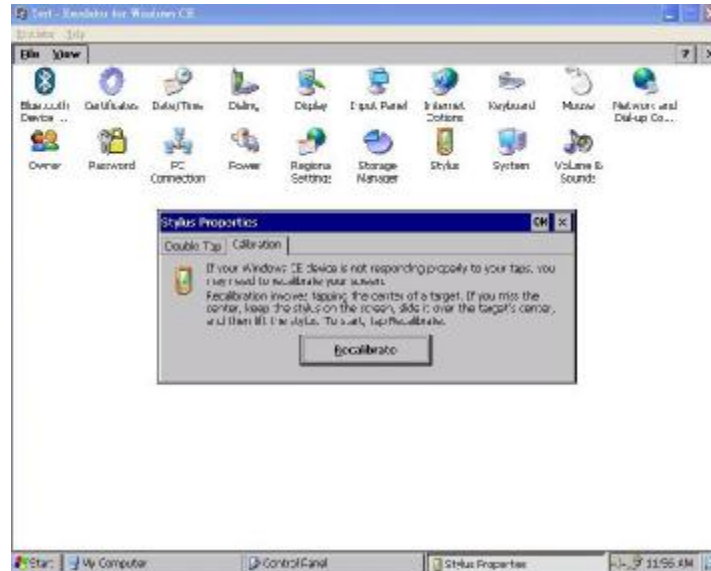 Test - Emulator for Windows CE
Emulator Help
File View ?
Bluetooth Certificates Date/Time Dialing Display Input Panel Internet Keyboard Mouse Network and
Device ... Options Dial-up Co...
Owner Password PC Power Regional Storage Stylus System Volume &
Connection Settings Manager Sounds
Stylus Properties OK ×
Double Tap Calibration
If your Windows CE device is not responding properly to your taps, you
may need to recalibrate your screen.
Recalibration involves tapping the center of a target. If you miss the
center, keep the stylus on the screen, slide it over the target's center,
and then lift the stylus. To start, tap Recalibrate.
Recalibrate
Start My Computer Control Panel Stylus Properties 11:56 AM